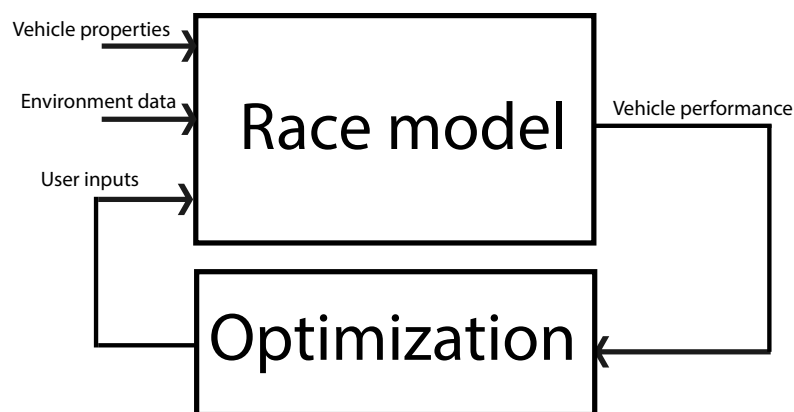 Vehicle properties
Environment data
User inputs
Race model
Vehicle performance
Optimization